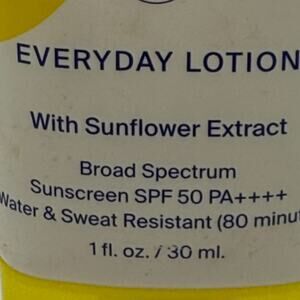 EVERYDAY LOTION
With Sunflower Extract
Broad Spectrum
Sunscreen SPF 50 PA++++
Water & Sweat Resistant (80 minut
1 fl. oz. / 30 ml.